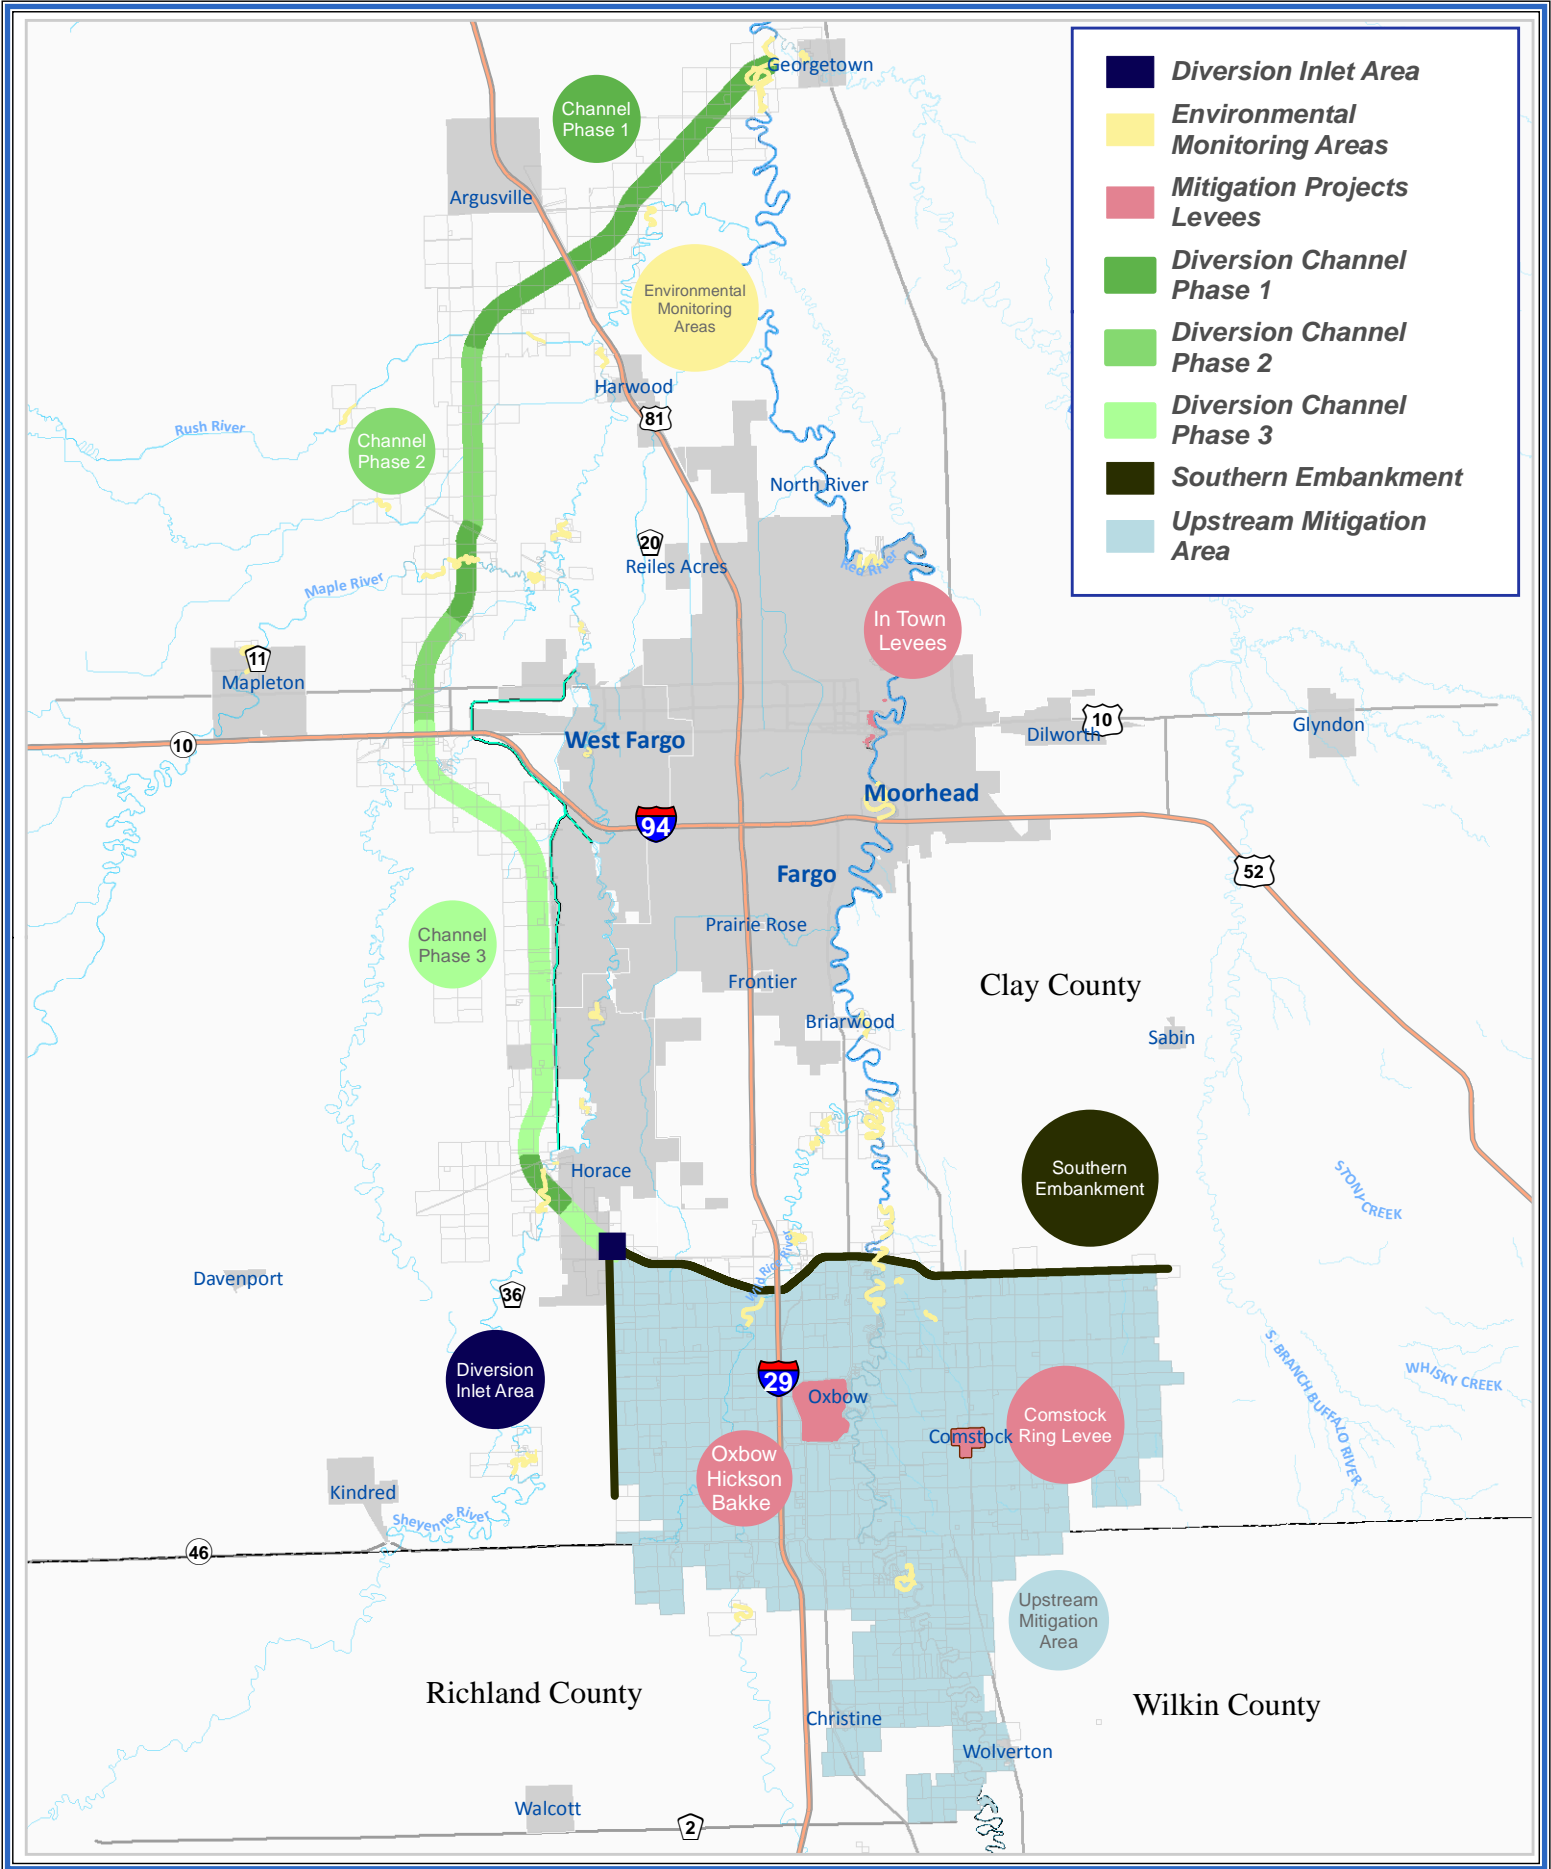 Georgetown
Channel
Phase 1
Argusville
Environmental
Monitoring
Areas
Harwood
81
Rush River
Channel
Phase 2
North River
20
Reiles Acres
Red River
Maple River
In Town
Levees
11
Mapleton
10
West Fargo
10
Dilworth
Glyndon
Moorhead
94
Fargo
52
Prairie Rose
Channel
Phase 3
Frontier
Clay County
Briarwood
Sabin
Horace
Southern
Embankment
STONY CREEK
Wild Rice River
Davenport
36
Diversion
Inlet Area
29
Oxbow
Comstock
Comstock
Ring Levee
S. BRANCH BUFFALO RIVER
WHISKY CREEK
Oxbow
Hickson
Bakke
Kindred
Sheyenne River
46
Upstream
Mitigation
Area
Richland County
Wilkin County
Christine
Wolverton
Walcott
2
Diversion Inlet Area
Environmental
Monitoring Areas
Mitigation Projects
Levees
Diversion Channel
Phase 1
Diversion Channel
Phase 2
Diversion Channel
Phase 3
Southern Embankment
Upstream Mitigation
Area